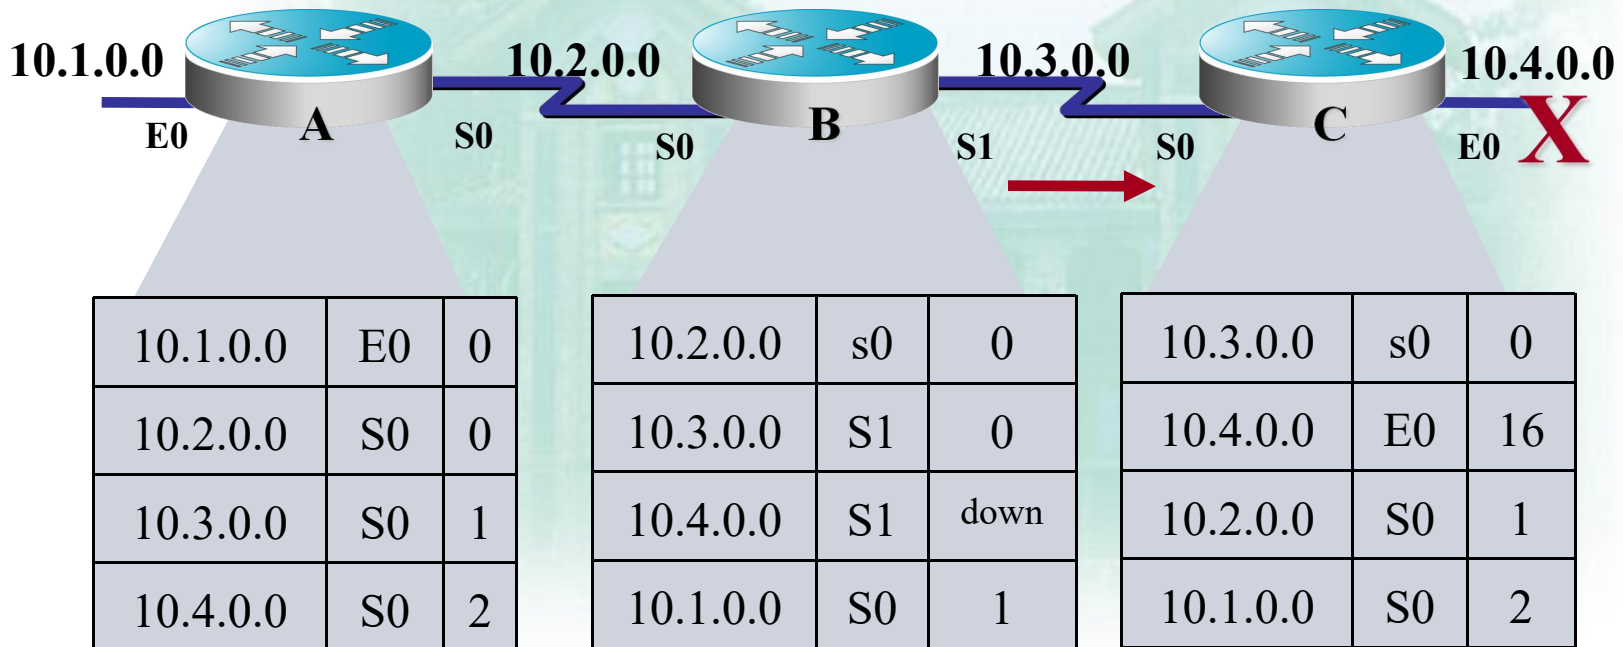 10.1.0.0 10.2.0.0 10.3.0.0 10.4.0.0
E0 A S0 S0 B S1 S0 C E0 X
10.1.0.0 E0 0
10.2.0.0 S0 0
10.3.0.0 S0 1
10.4.0.0 S0 2
10.2.0.0 s0 0
10.3.0.0 S1 0
10.4.0.0 S1 down
10.1.0.0 S0 1
10.3.0.0 s0 0
10.4.0.0 E0 16
10.2.0.0 S0 1
10.1.0.0 S0 2